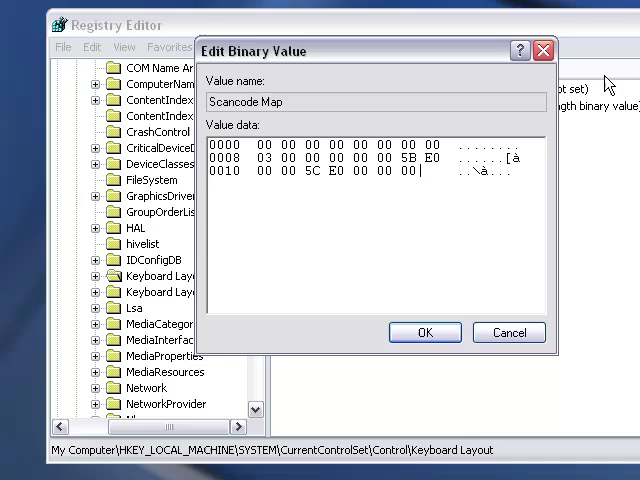 Registry Editor
File Edit View Favorites
Edit Binary Value
Value name:
Scancode Map
Value data:
0000 00 00 00 00 00 00 00 00 ........
0008 03 00 00 00 00 00 5B E0 ......[à
0010 00 00 5C E0 00 00 00 ..\à...
OK
Cancel
COM Name Ar
ComputerNam
ContentIndex
ContentIndex
CrashControl
CriticalDeviceD
DeviceClasses
FileSystem
GraphicsDriver
GroupOrderLis
HAL
hivelist
IDConfigDB
Keyboard Layo
Keyboard Layo
Lsa
MediaCategor
MediaInterfac
MediaProperties
MediaResources
Network
NetworkProvider
ot set)
ngth binary value)
My Computer\HKEY_LOCAL_MACHINE\SYSTEM\CurrentControlSet\Control\Keyboard Layout